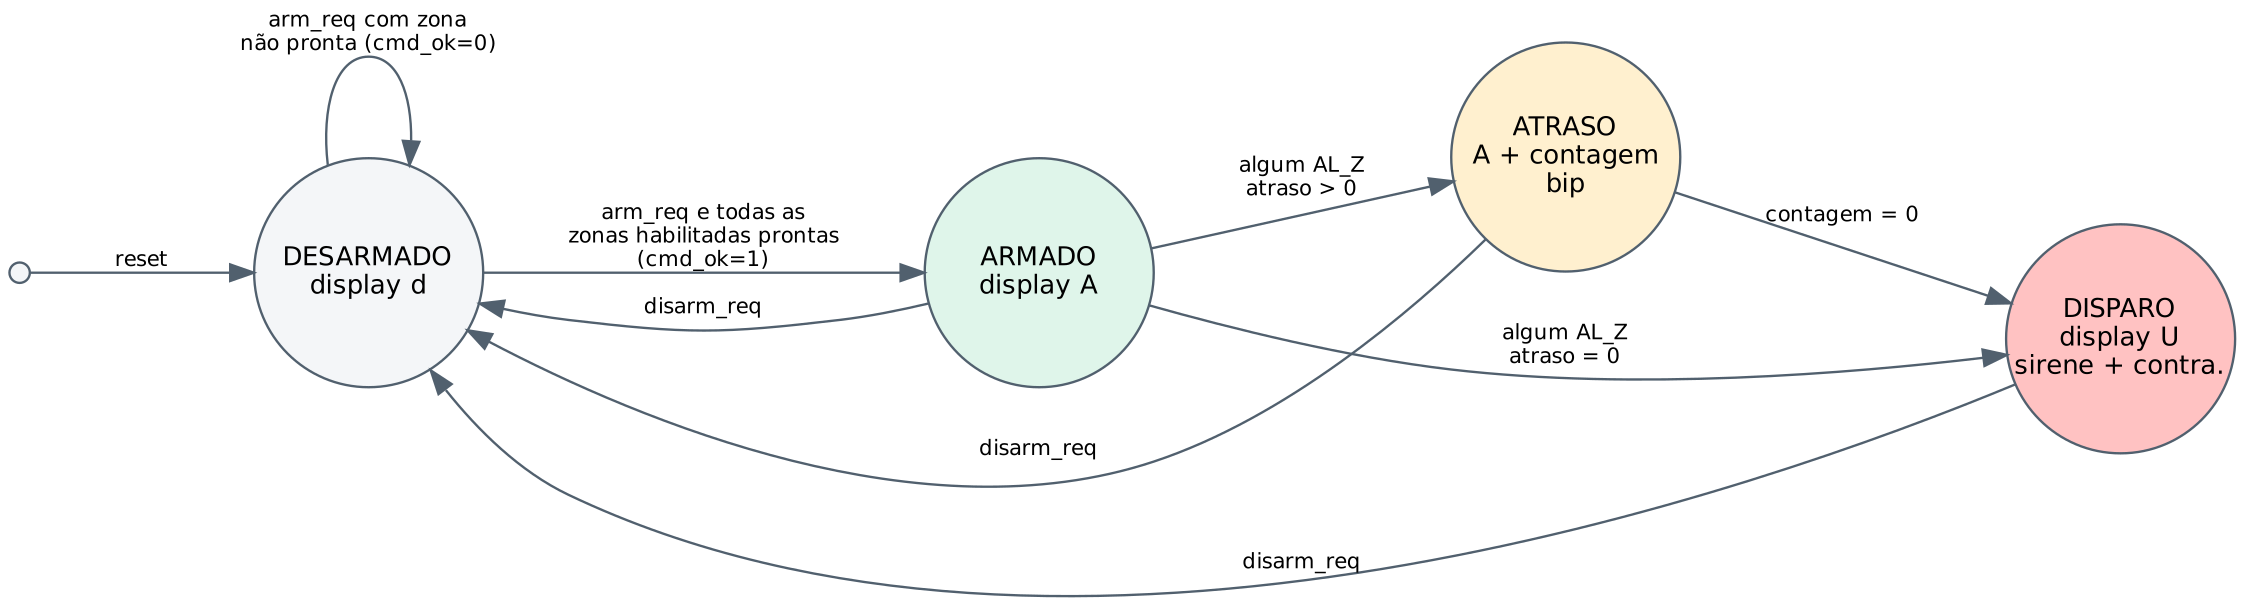 arm_req com zona
não pronta (cmd_ok=0)
reset
DESARMADO
display d
arm_req e todas as
zonas habilitadas prontas
(cmd_ok=1)
disarm_req
ARMADO
display A
algum AL_Z
atraso > 0
ATRASO
A + contagem
bip
contagem = 0
algum AL_Z
atraso = 0
DISPARO
display U
sirene + contra.
disarm_req
disarm_req